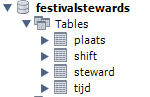 festivalstewards
Tables
plaats
shift
steward
tijd